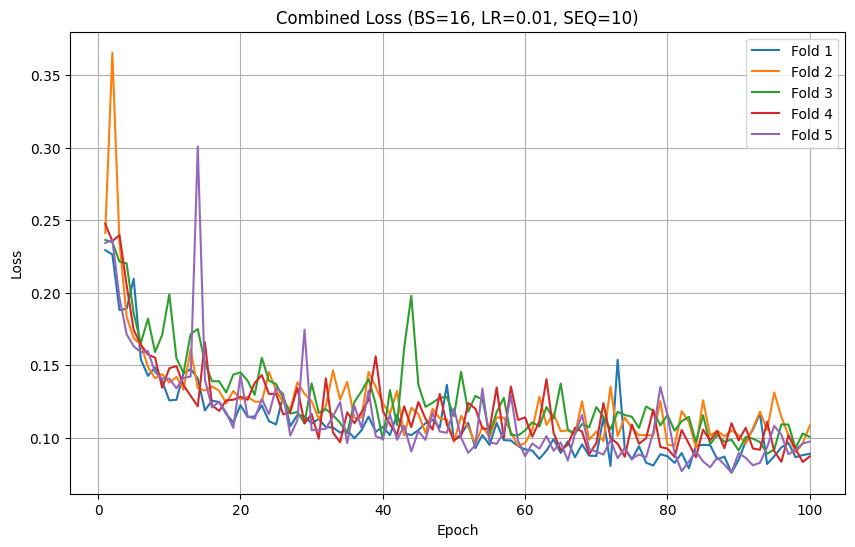 Combined Loss (BS=16, LR=0.01, SEQ=10)
Fold 1
Fold 2
Fold 3
Fold 4
Fold 5
Loss
0.35
0.30
0.25
0.20
0.15
0.10
0
20
40
60
80
100
Epoch